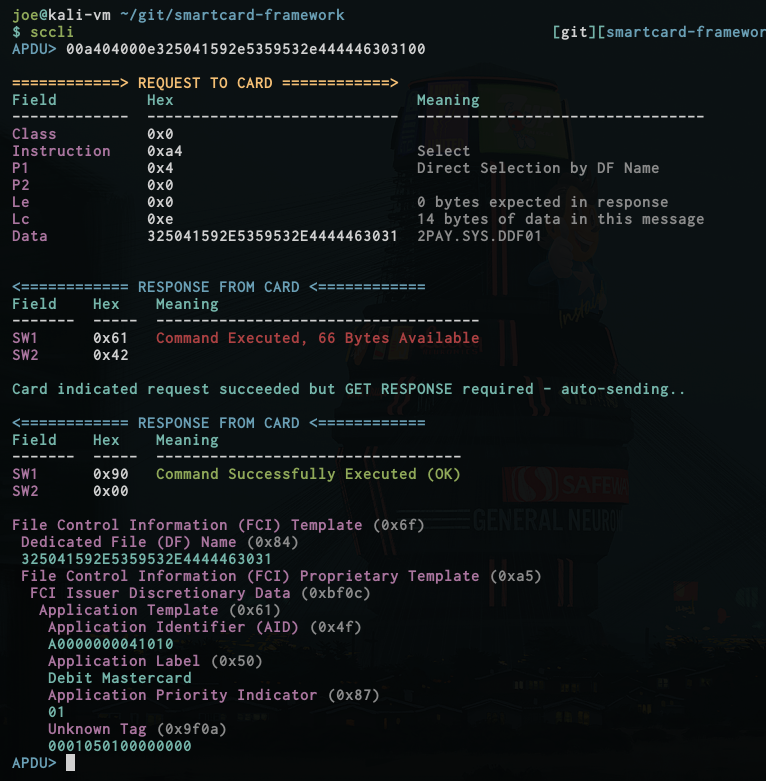 joe@kali-vm ~/git/smartcard-framework
$ sccli [git][smartcard-framewor
APDU> 00a404000e325041592e5359532e444446303100
============> REQUEST TO CARD ============>
Field Hex Meaning
------------- ---------------------------- --------------------------------
Class 0x0
Instruction 0xa4 Select
P1 0x4 Direct Selection by DF Name
P2 0x0
Le 0x0 0 bytes expected in response
Lc 0xe 14 bytes of data in this message
Data 325041592E5359532E4444463031 2PAY.SYS.DDF01
<============ RESPONSE FROM CARD <============
Field Hex Meaning
------- ----- ------------------------------------
SW1 0x61 Command Executed, 66 Bytes Available
SW2 0x42
Card indicated request succeeded but GET RESPONSE required - auto-sending..
<============ RESPONSE FROM CARD <============
Field Hex Meaning
------- ----- ----------------------------------
SW1 0x90 Command Successfully Executed (OK)
SW2 0x00
SAFEWA
GENERAL NEURON
File Control Information (FCI) Template (0x6f)
Dedicated File (DF) Name (0x84)
325041592E5359532E4444463031
File Control Information (FCI) Proprietary Template (0xa5)
FCI Issuer Discretionary Data (0xbf0c)
Application Template (0x61)
Application Identifier (AID) (0x4f)
A0000000041010
Application Label (0x50)
Debit Mastercard
Application Priority Indicator (0x87)
01
Unknown Tag (0x9f0a)
0001050100000000
APDU>